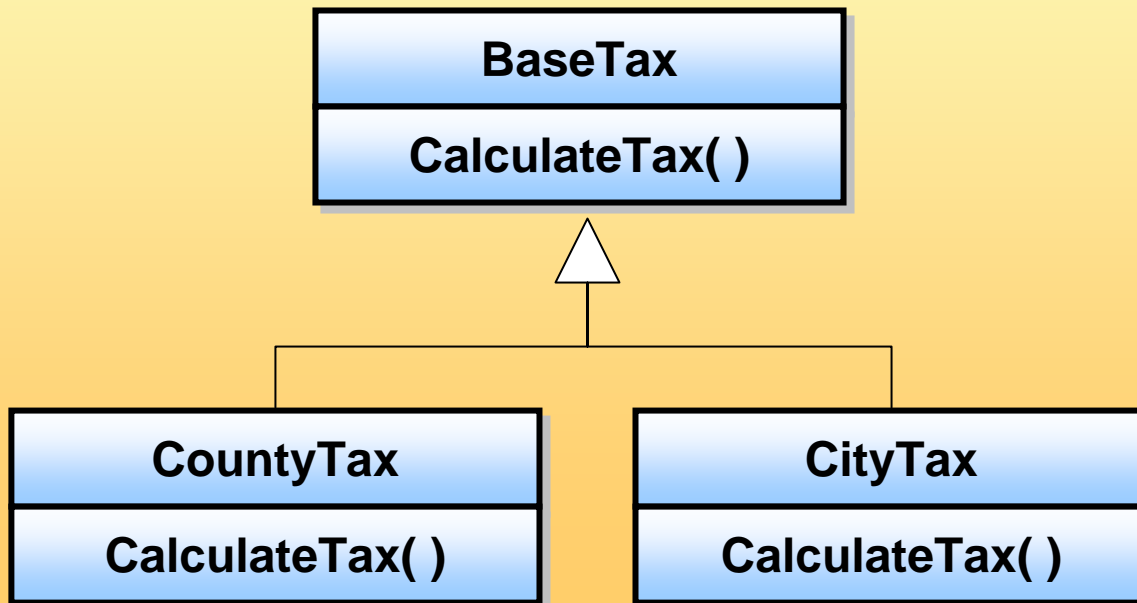 BaseTax
CalculateTax( )
CountyTax
CityTax
CalculateTax( )
CalculateTax( )